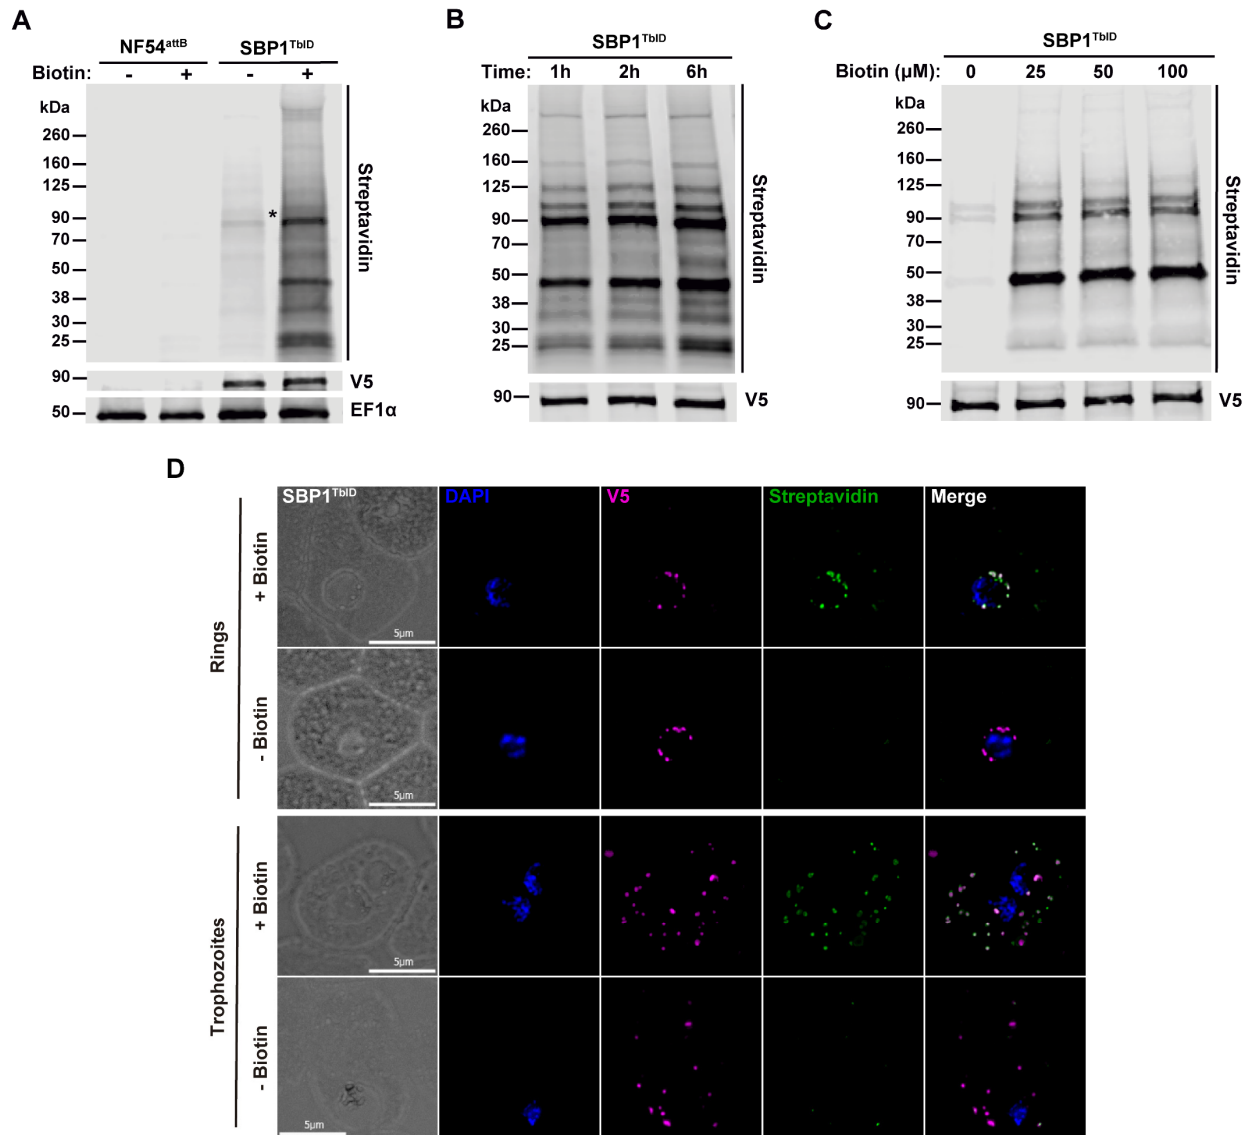 A
NF54attB SBP1TbID
Biotin: - + - +
kDa
260
160
125
90
70
50
38
30
25
*
Streptavidin
90
V5
50
EF1α
B
SBP1TbID
Time: 1h 2h 6h
kDa
260
160
125
90
70
50
38
30
25
Streptavidin
90
V5
C
SBP1TbID
Biotin (µM): 0 25 50 100
kDa
260
160
125
90
70
50
38
30
25
Streptavidin
90
V5
D
SBP1TbID DAPI V5 Streptavidin Merge
Rings
+ Biotin
5µm
- Biotin
5µm
Trophozoites
+ Biotin
5µm
- Biotin
5µm